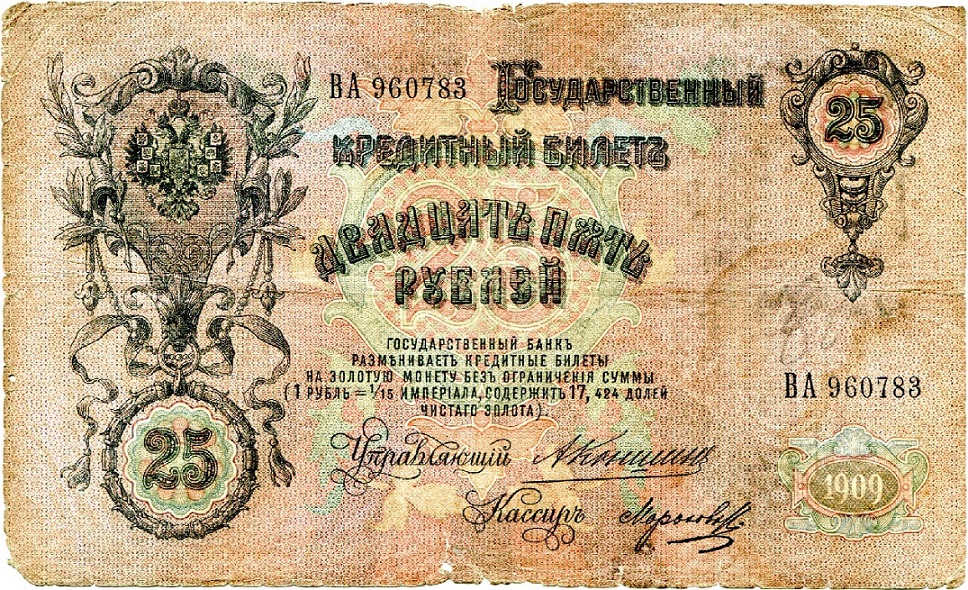 ВА 960783
ГОСУДАРСТВЕННЫЙ
25
КРЕДИТНЫЙ БИЛЕТЪ
ДВАДЦАТЬ ПЯТЬ
РУБЛЕЙ
ГОСУДАРСТВЕННЫЙ БАНКЪ
РАЗМѢНИВАЕТЪ КРЕДИТНЫЕ БИЛЕТЫ
НА ЗОЛОТУЮ МОНЕТУ БЕЗЪ ОГРАНИЧЕНІЯ СУММЫ
(1 РУБЛЬ = 1/15 ИМПЕРІАЛА, СОДЕРЖИТЪ 17, 424 ДОЛЕЙ
ЧИСТАГО ЗОЛОТА).
ВА 960783
25
Управляющій
Кассиръ
1909